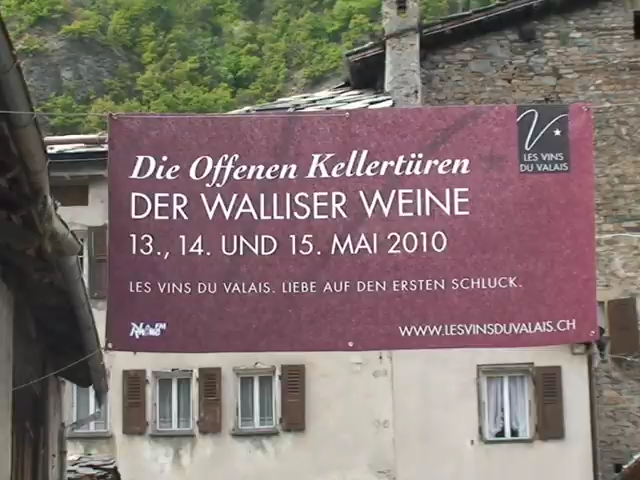 LES VINS
DU VALAIS
Die Offenen Kellertüren
DER WALLISER WEINE
13., 14. UND 15. MAI 2010
LES VINS DU VALAIS. LIEBE AUF DEN ERSTEN SCHLUCK.
WWW.LESVINSDUVALAIS.CH